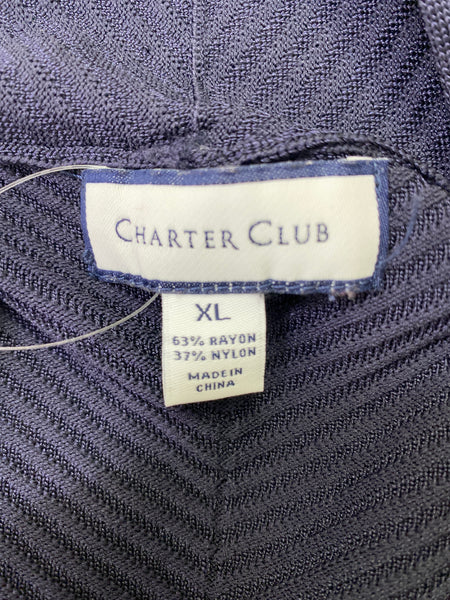 CHARTER CLUB
XL
63% RAYON
37% NYLON
MADE IN
CHINA